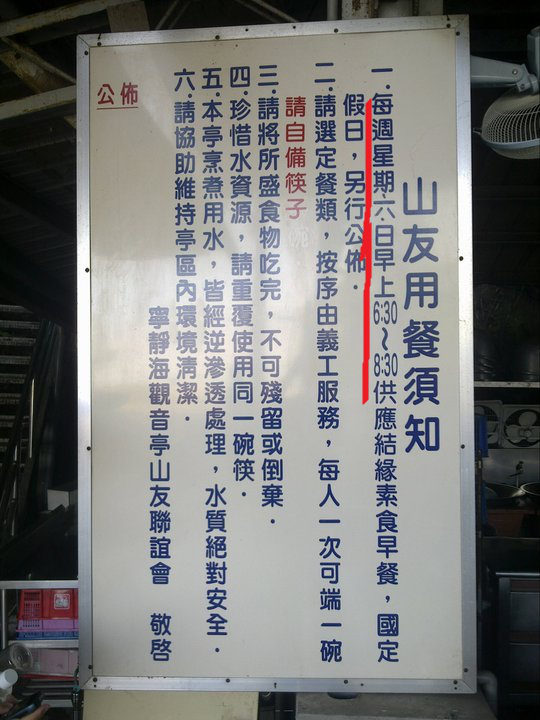 山友用餐須知
一.每週星期六.日早上6:30～8:30供應結緣素食早餐，國定
假日，另行公佈.
二.請選定餐類，按序由義工服務，每人一次可端一碗
請自備筷子
三.請將所盛食物吃完，不可殘留或倒棄.
四.珍惜水資源，請重覆使用同一碗筷.
五.本亭烹煮用水，皆經逆滲透處理，水質絕對安全.
六.請協助維持亭區內環境清潔.
寧靜海觀音亭山友聯誼會 敬啓
公佈